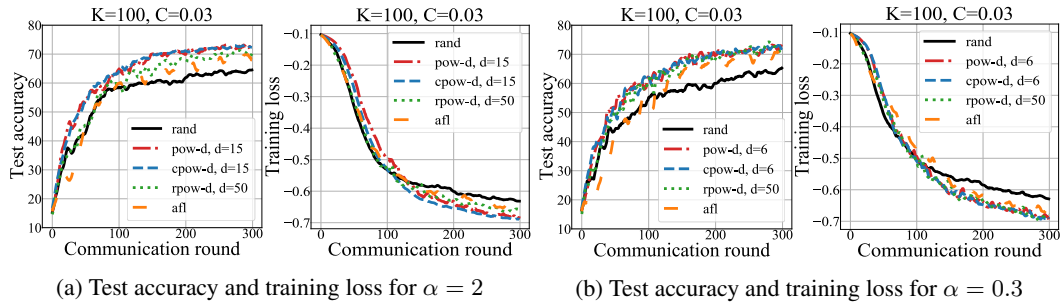 K=100, C=0.03
Test accuracy
80
70
60
50
40
30
20
10
0
100
200
300
Communication round
rand
pow-d, d=15
cpow-d, d=15
rpow-d, d=50
afl
K=100, C=0.03
Training loss
−0.1
−0.2
−0.3
−0.4
−0.5
−0.6
−0.7
0
100
200
300
Communication round
rand
pow-d, d=15
cpow-d, d=15
rpow-d, d=50
afl
(a) Test accuracy and training loss for α = 2
K=100, C=0.03
Test accuracy
80
70
60
50
40
30
20
10
0
100
200
300
Communication round
rand
pow-d, d=6
cpow-d, d=6
rpow-d, d=50
afl
K=100, C=0.03
Training loss
−0.1
−0.2
−0.3
−0.4
−0.5
−0.6
−0.7
0
100
200
300
Communication round
rand
pow-d, d=6
cpow-d, d=6
rpow-d, d=50
afl
(b) Test accuracy and training loss for α = 0.3